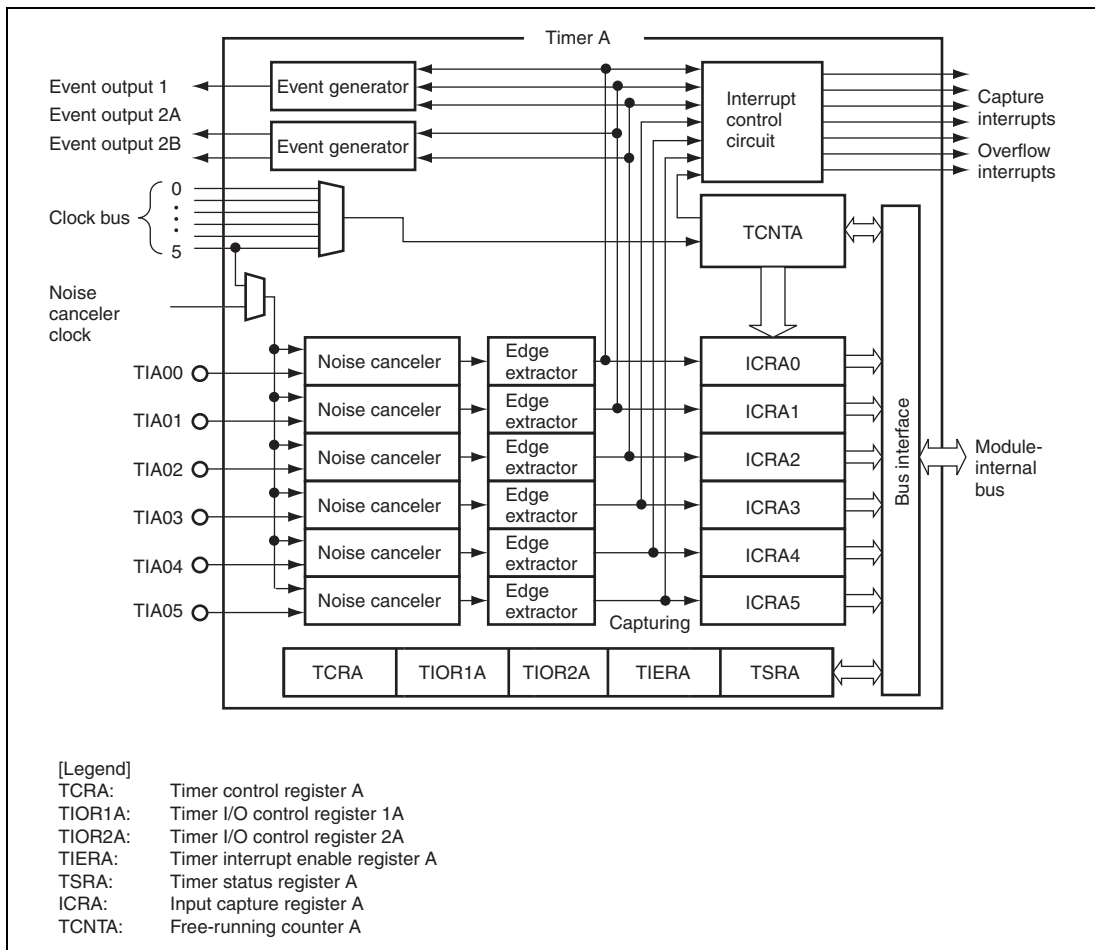 Timer A
Event output 1
Event output 2A
Event output 2B
Event generator
Event generator
Interrupt
control
circuit
Capture
interrupts
Overflow
interrupts
Clock bus
0
5
TCNTA
Noise
canceler
clock
TIA00
Noise canceler
Edge
extractor
ICRA0
TIA01
Noise canceler
Edge
extractor
ICRA1
TIA02
Noise canceler
Edge
extractor
ICRA2
TIA03
Noise canceler
Edge
extractor
ICRA3
TIA04
Noise canceler
Edge
extractor
ICRA4
TIA05
Noise canceler
Edge
extractor
ICRA5
Capturing
Bus interface
Module-
internal
bus
TCRA
TIOR1A
TIOR2A
TIERA
TSRA
[Legend]
TCRA: Timer control register A
TIOR1A: Timer I/O control register 1A
TIOR2A: Timer I/O control register 2A
TIERA: Timer interrupt enable register A
TSRA: Timer status register A
ICRA: Input capture register A
TCNTA: Free-running counter A